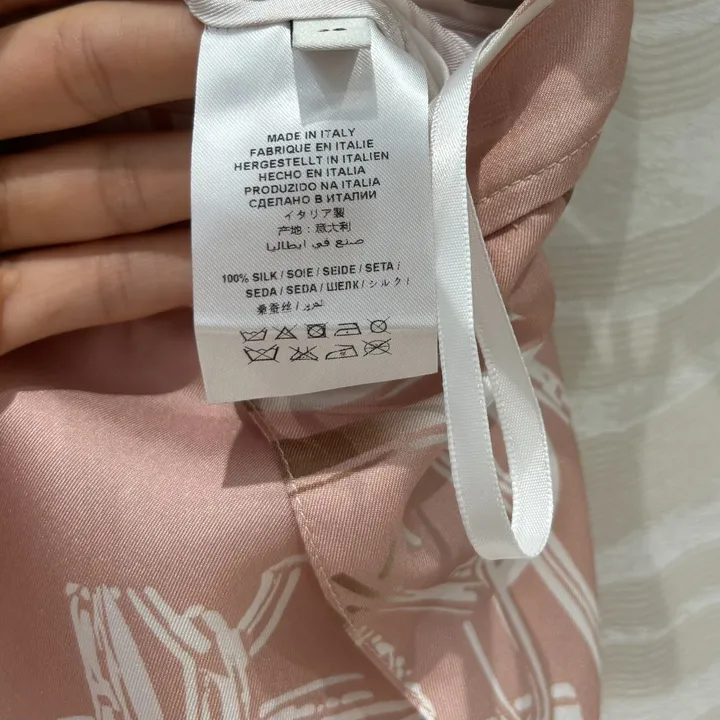 MADE IN ITALY
FABRIQUE EN ITALIE
HERGESTELLT IN ITALIEN
HECHO EN ITALIA
PRODUZIDO NA ITALIA
СДЕЛАНО В ИТАЛИИ
イタリア製
产地：意大利
صنع في ايطاليا
100% SILK / SOIE / SEIDE / SETA /
SEDA / SEDA / ШЕЛК / シルク /
桑蚕丝 / الحرير